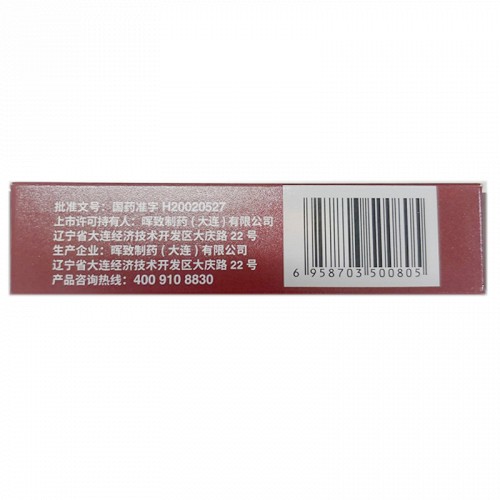 批准文号：国药准字 H20020527
上市许可持有人：晖致制药（大连）有限公司
辽宁省大连经济技术开发区大庆路 22 号
生产企业：晖致制药（大连）有限公司
辽宁省大连经济技术开发区大庆路 22 号
产品咨询热线：400 910 8830
6 958703 500805